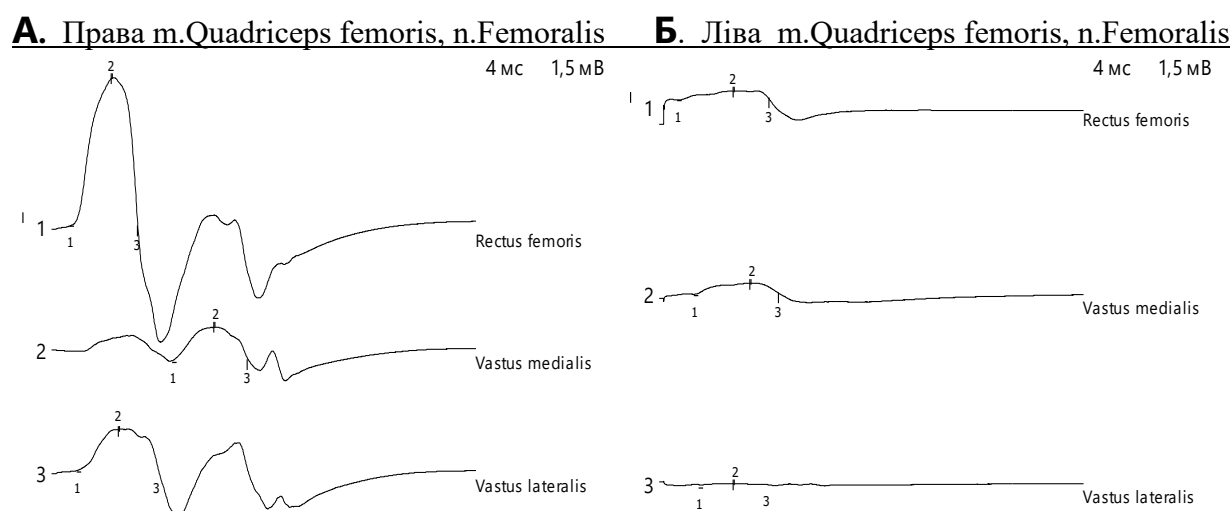 А. Права m.Quadriceps femoris, n.Femoralis
4 мс 1,5 мВ
2
1
1
3
Rectus femoris
2
2
1
3
Vastus medialis
2
3
1
3
Vastus lateralis
Б. Ліва m.Quadriceps femoris, n.Femoralis
4 мс 1,5 мВ
2
1
1
3
Rectus femoris
2
2
1
3
Vastus medialis
2
3
1
3
Vastus lateralis